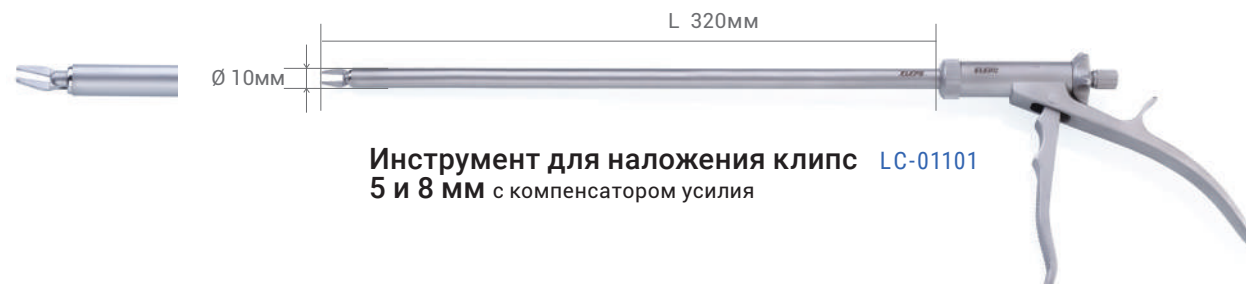 L 320мм
Ø 10мм
Инструмент для наложения клипс LC-01101
5 и 8 мм с компенсатором усилия